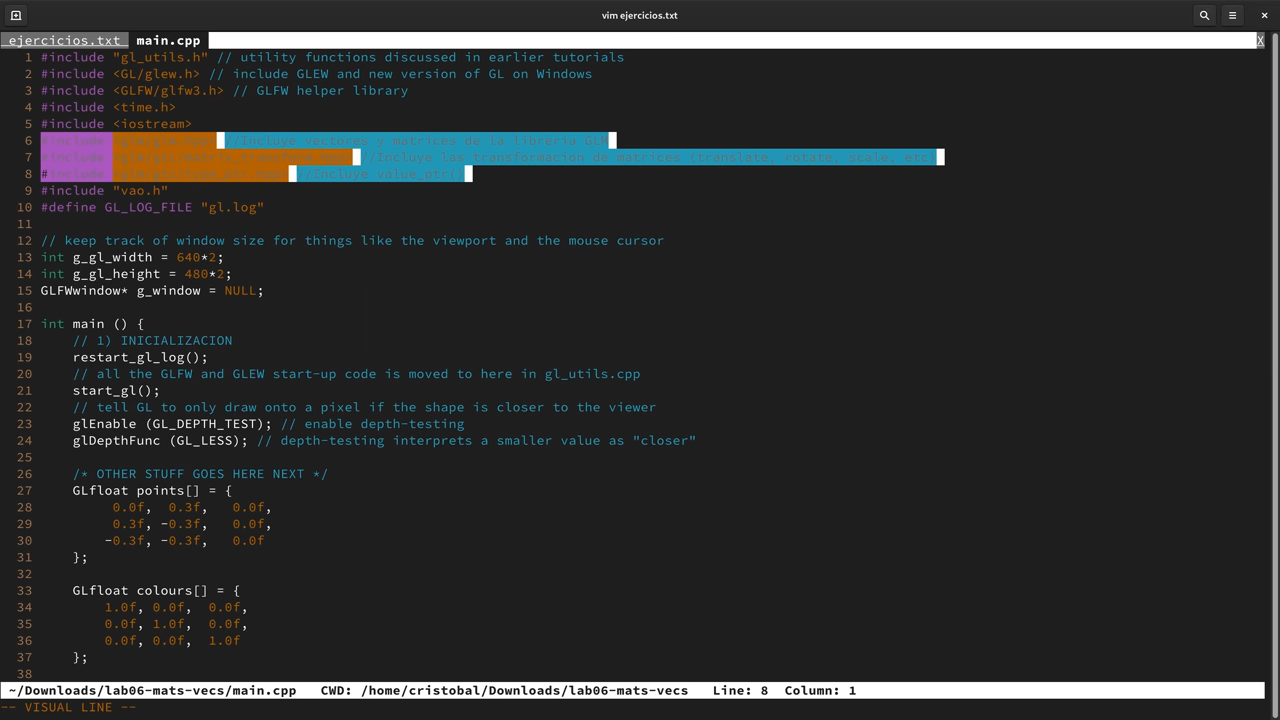 vim ejercicios.txt
ejercicios.txt main.cpp X
1 #include "gl_utils.h" // utility functions discussed in earlier tutorials
2 #include <GL/glew.h> // include GLEW and new version of GL on Windows
3 #include <GLFW/glfw3.h> // GLFW helper library
4 #include <time.h>
5 #include <iostream>
6 #include //Incluye vectores y matrices de la libreria GLM
7 #include //Incluye las transformacion de matrices (translate, rotate, scale, etc)
8 #include //Incluye value_ptr()
9 #include "vao.h"
10 #define GL_LOG_FILE "gl.log"
11
12 // keep track of window size for things like the viewport and the mouse cursor
13 int g_gl_width = 640*2;
14 int g_gl_height = 480*2;
15 GLFWwindow* g_window = NULL;
16
17 int main () {
18 // 1) INICIALIZACION
19 restart_gl_log();
20 // all the GLFW and GLEW start-up code is moved to here in gl_utils.cpp
21 start_gl();
22 // tell GL to only draw onto a pixel if the shape is closer to the viewer
23 glEnable (GL_DEPTH_TEST); // enable depth-testing
24 glDepthFunc (GL_LESS); // depth-testing interprets a smaller value as "closer"
25
26 /* OTHER STUFF GOES HERE NEXT */
27 GLfloat points[] = {
28 0.0f, 0.3f, 0.0f,
29 0.3f, -0.3f, 0.0f,
30 -0.3f, -0.3f, 0.0f
31 };
32
33 GLfloat colours[] = {
34 1.0f, 0.0f, 0.0f,
35 0.0f, 1.0f, 0.0f,
36 0.0f, 0.0f, 1.0f
37 };
38
~/Downloads/lab06-mats-vecs/main.cpp CWD: /home/cristobal/Downloads/lab06-mats-vecs Line: 8 Column: 1
-- VISUAL LINE --